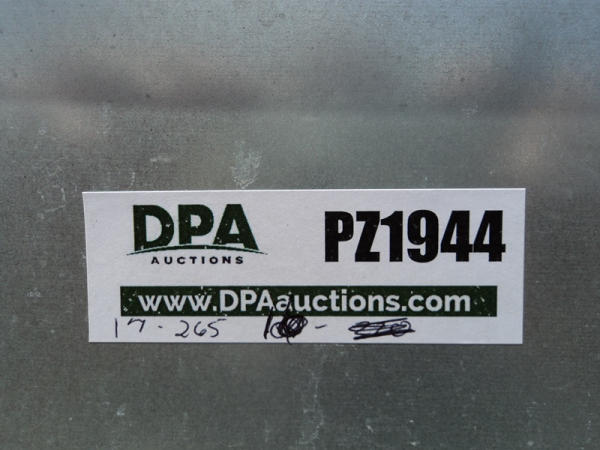 DPA
AUCTIONS
PZ1944
www.DPAauctions.com
17 - 265